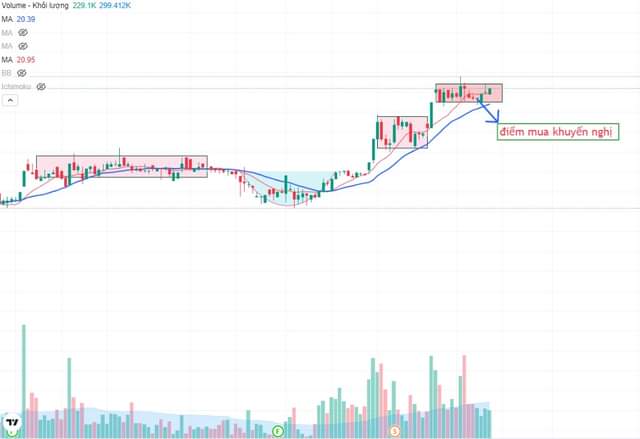 Volume - Khối lượng 229.1K 299.412K
MA 20.39
MA
MA
MA 20.95
BB
Ichimoku
điểm mua khuyến nghị
E
S